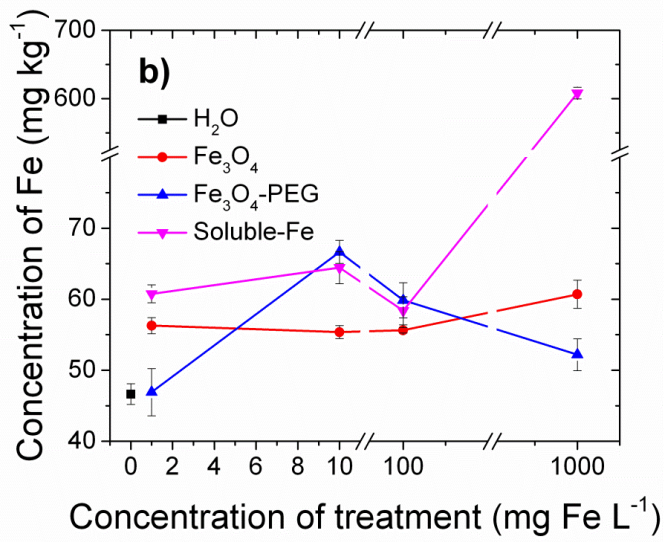 700
600
70
60
50
40
Concentration of Fe (mg kg⁻¹)
b)
H₂O
Fe₃O₄
Fe₃O₄-PEG
Soluble-Fe
0 2 4 6 8 10 100 1000
Concentration of treatment (mg Fe L⁻¹)